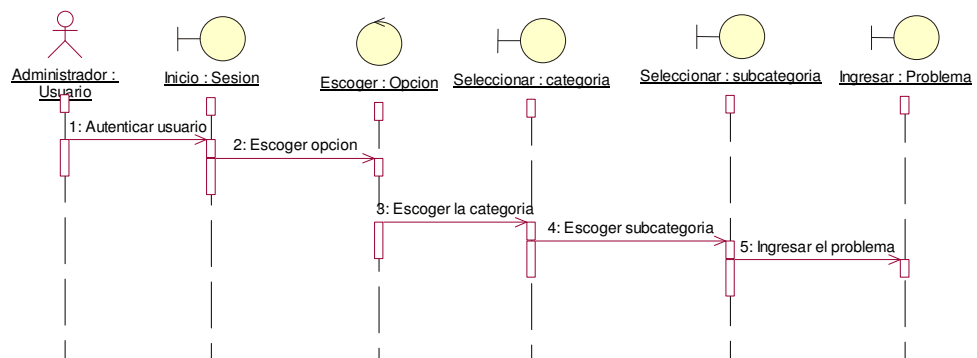 Administrador :
Usuario
Inicio : Sesion
Escoger : Opcion
Seleccionar : categoria
Seleccionar : subcategoria
Ingresar : Problema
1: Autenticar usuario
2: Escoger opcion
3: Escoger la categoria
4: Escoger subcategoria
5: Ingresar el problema